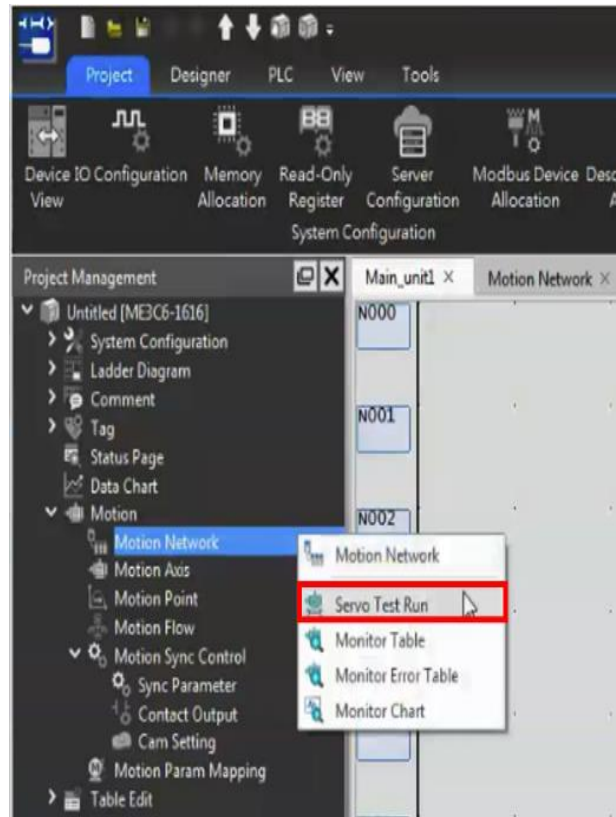 Project Designer PLC View Tools
Device View
IO Configuration
Memory Allocation
Read-Only Register
Server Configuration
Modbus Device Allocation
System Configuration
Project Management
Main_unit1
Motion Network
Untitled [ME3C6-1616]
System Configuration
Ladder Diagram
Comment
Tag
Status Page
Data Chart
Motion
Motion Network
Motion Axis
Motion Point
Motion Flow
Motion Sync Control
Sync Parameter
Contact Output
Cam Setting
Motion Param Mapping
Table Edit
N000
N001
N002
Motion Network
Servo Test Run
Monitor Table
Monitor Error Table
Monitor Chart